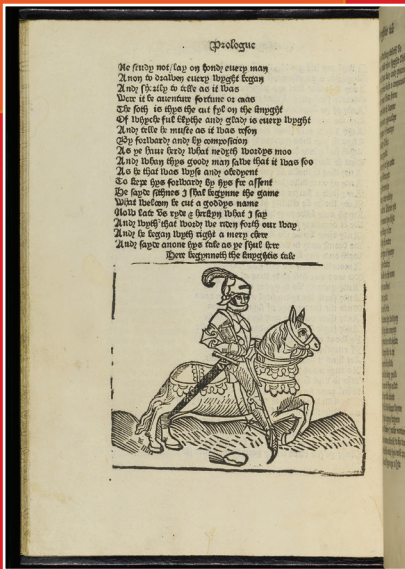 Prologue
Ne study not / lay on honde euery man
Anon to drawen euery wyght began
And shortly to telle as it was
Were it be auenture fortune or caas
The soth is thys the cut fyl on the knyght
Of whyche ful blythe and glad is euery wyght
And telle he muste as it was reson
By forward and by composicion
As ye haue herd what nedyth wordys moo
And whan thys good man sawe that it was soo
As he that was wyse and obedyent
To kepe hys forward by hys fre assent
He sayde sithnes I shal begynne the game
What welcom be cut a goddys name
Now late vs ryde & herkyn what I say
And wyth that word we riden forth our way
And he began wyth right a mery chere
And sayde anone hys tale as ye shul here
Here begynneth the knyghtis tale